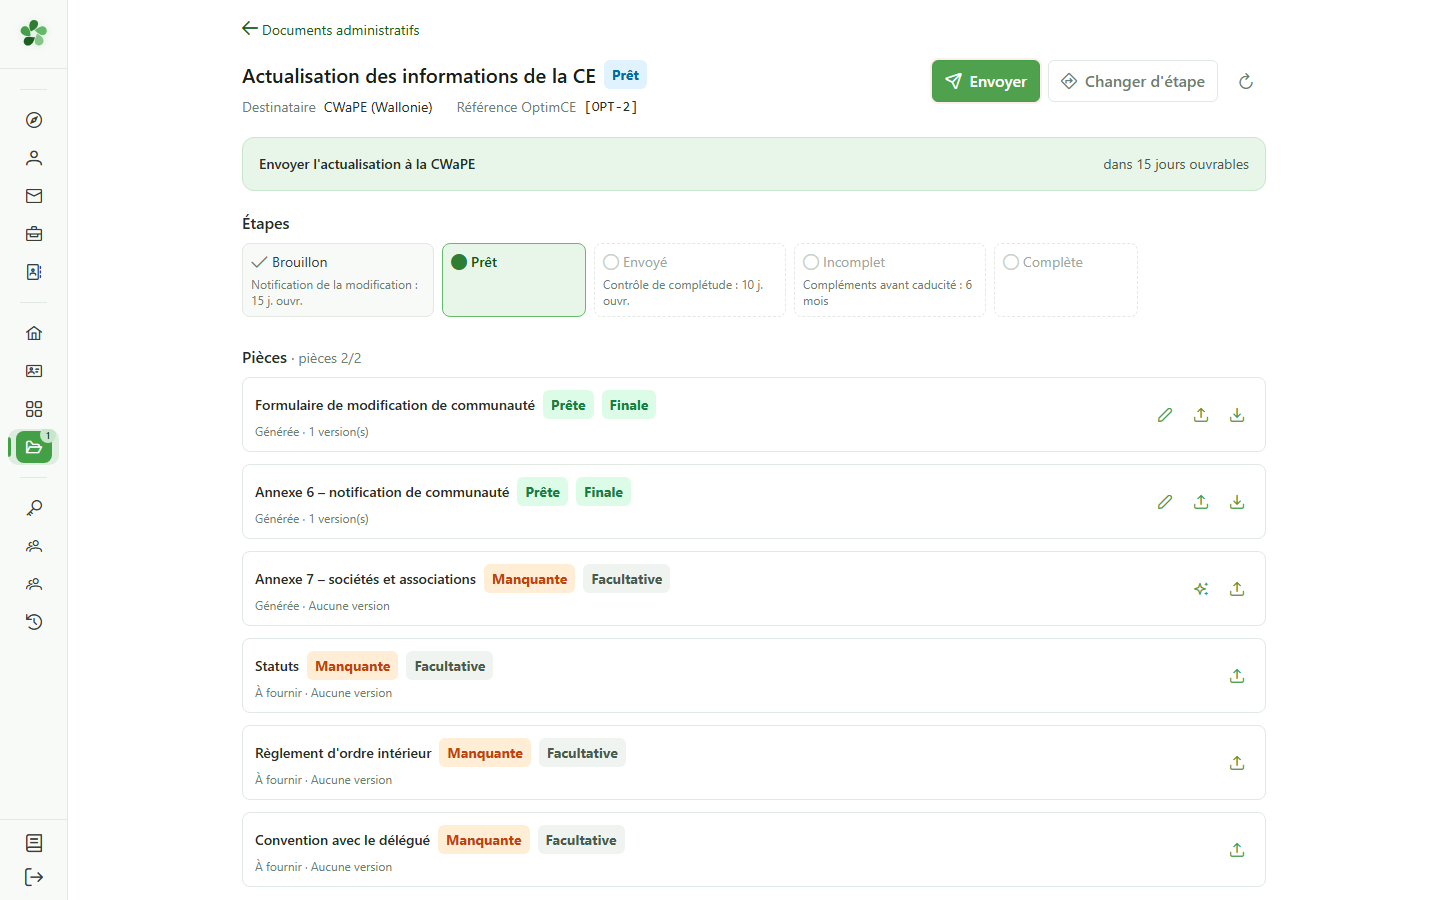 Documents administratifs
Actualisation des informations de la CE Prêt
Envoyer Changer d'étape
Destinataire CWaPE (Wallonie) Référence OptimCE [OPT-2]
Envoyer l'actualisation à la CWaPE dans 15 jours ouvrables
Étapes
Brouillon
Notification de la modification :
15 j. ouvr.
Prêt
Envoyé
Contrôle de complétude : 10 j.
ouvr.
Incomplet
Compléments avant caducité : 6
mois
Complète
Pièces · pièces 2/2
Formulaire de modification de communauté Prête Finale
Générée · 1 version(s)
1
Annexe 6 – notification de communauté Prête Finale
Générée · 1 version(s)
Annexe 7 – sociétés et associations Manquante Facultative
Générée · Aucune version
Statuts Manquante Facultative
À fournir · Aucune version
Règlement d'ordre intérieur Manquante Facultative
À fournir · Aucune version
Convention avec le délégué Manquante Facultative
À fournir · Aucune version